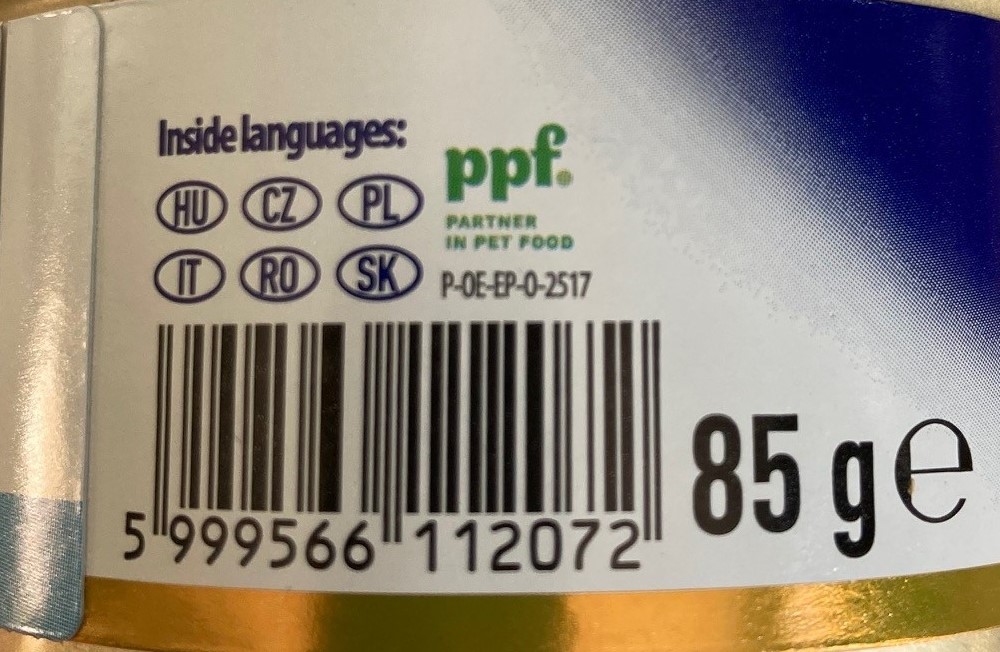 Inside languages:
HU CZ PL
IT RO SK
ppf
PARTNER
IN PET FOOD
P-OE-EP-O-2517
5 999566 112072
85 g e